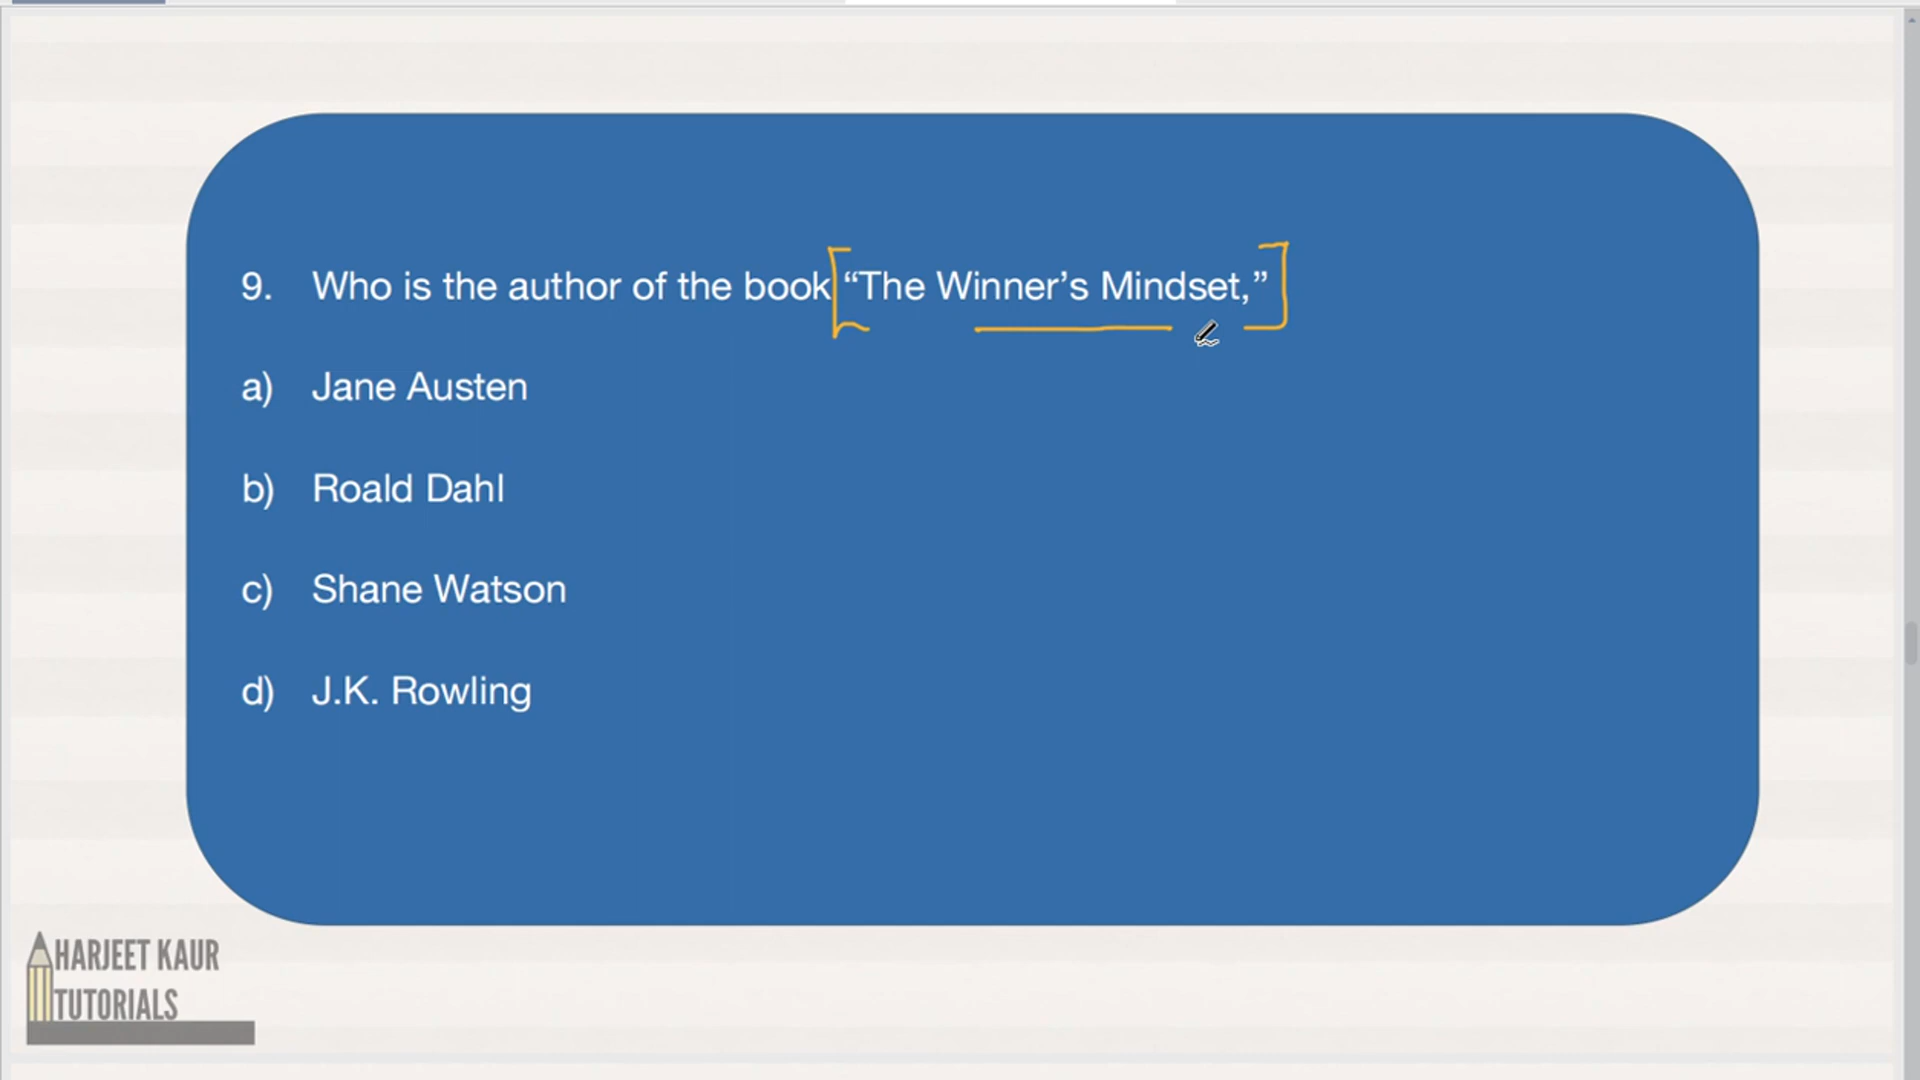 9. Who is the author of the book “The Winner’s Mindset,”
a) Jane Austen
b) Roald Dahl
c) Shane Watson
d) J.K. Rowling
HARJEET KAUR
TUTORIALS